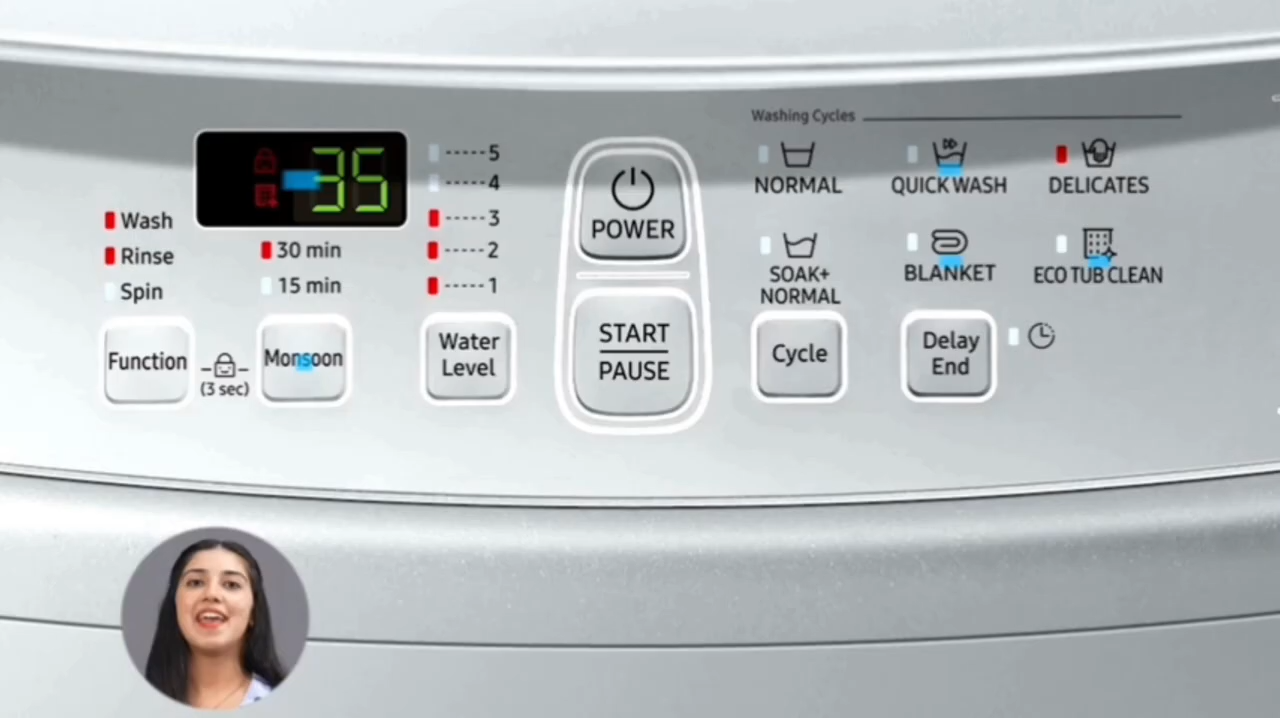 Washing Cycles
35
5
4
3
2
1
Wash
Rinse
Spin
30 min
15 min
Function
(3 sec)
Monsoon
Water
Level
POWER
START
PAUSE
NORMAL
QUICK WASH
DELICATES
SOAK+
NORMAL
BLANKET
ECO TUB CLEAN
Cycle
Delay
End